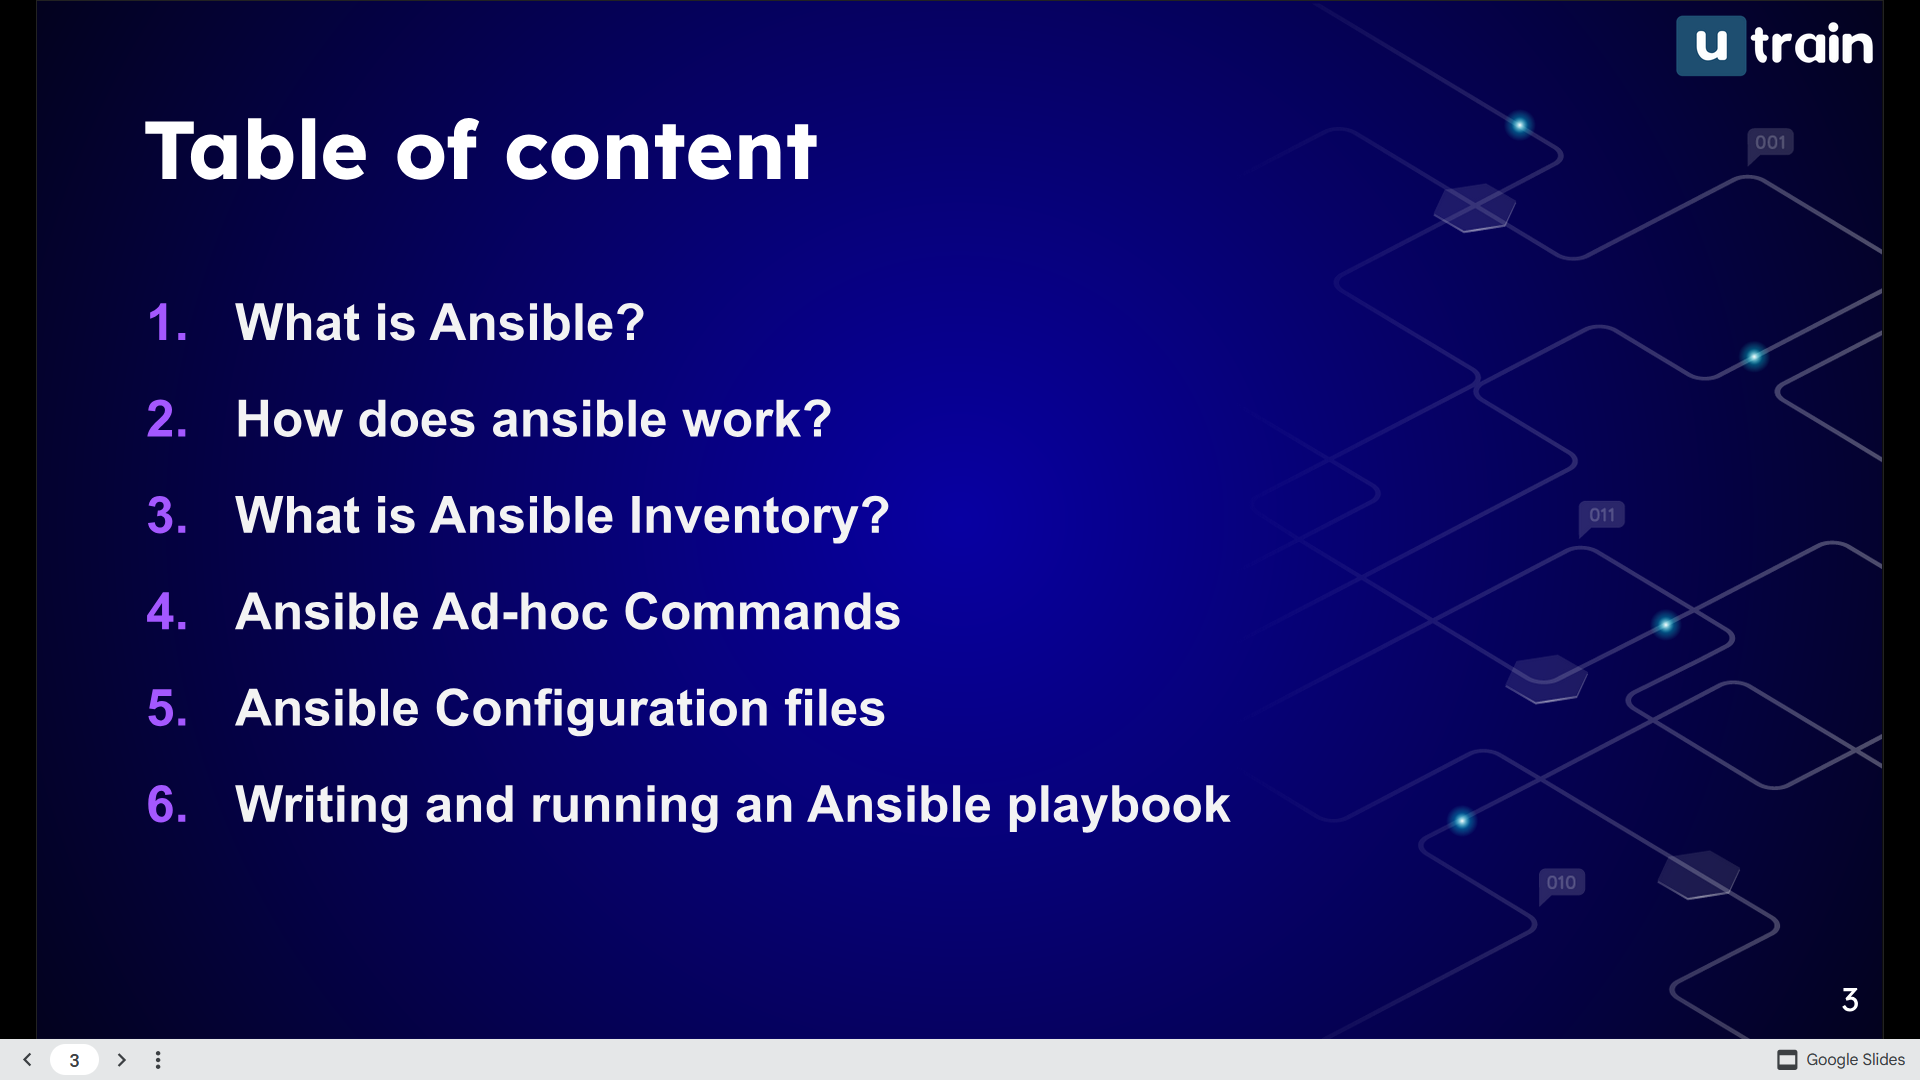 u train
Table of content
001
1. What is Ansible?
2. How does ansible work?
3. What is Ansible Inventory?
011
4. Ansible Ad-hoc Commands
5. Ansible Configuration files
6. Writing and running an Ansible playbook
010
3
3
Google Slides